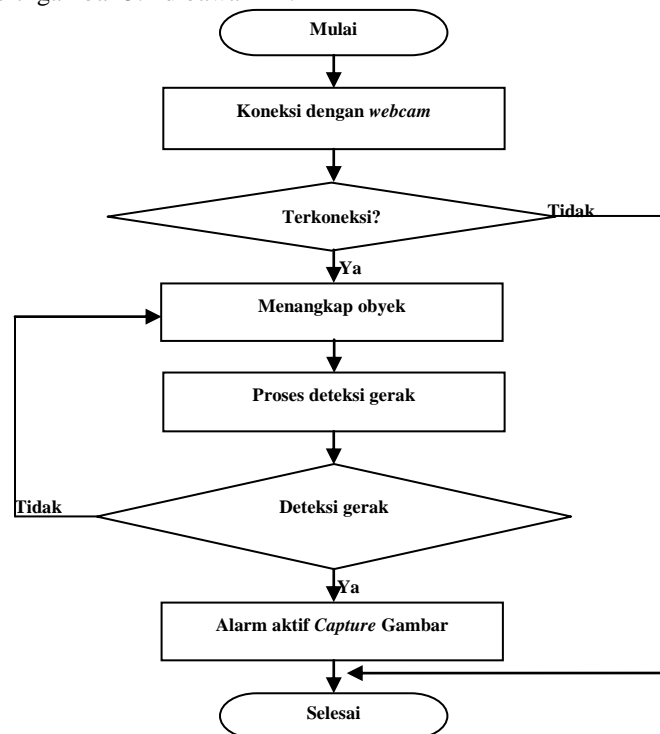 Mulai
Koneksi dengan webcam
Terkoneksi?
Tidak
Ya
Menangkap obyek
Proses deteksi gerak
Deteksi gerak
Tidak
Ya
Alarm aktif Capture Gambar
Selesai